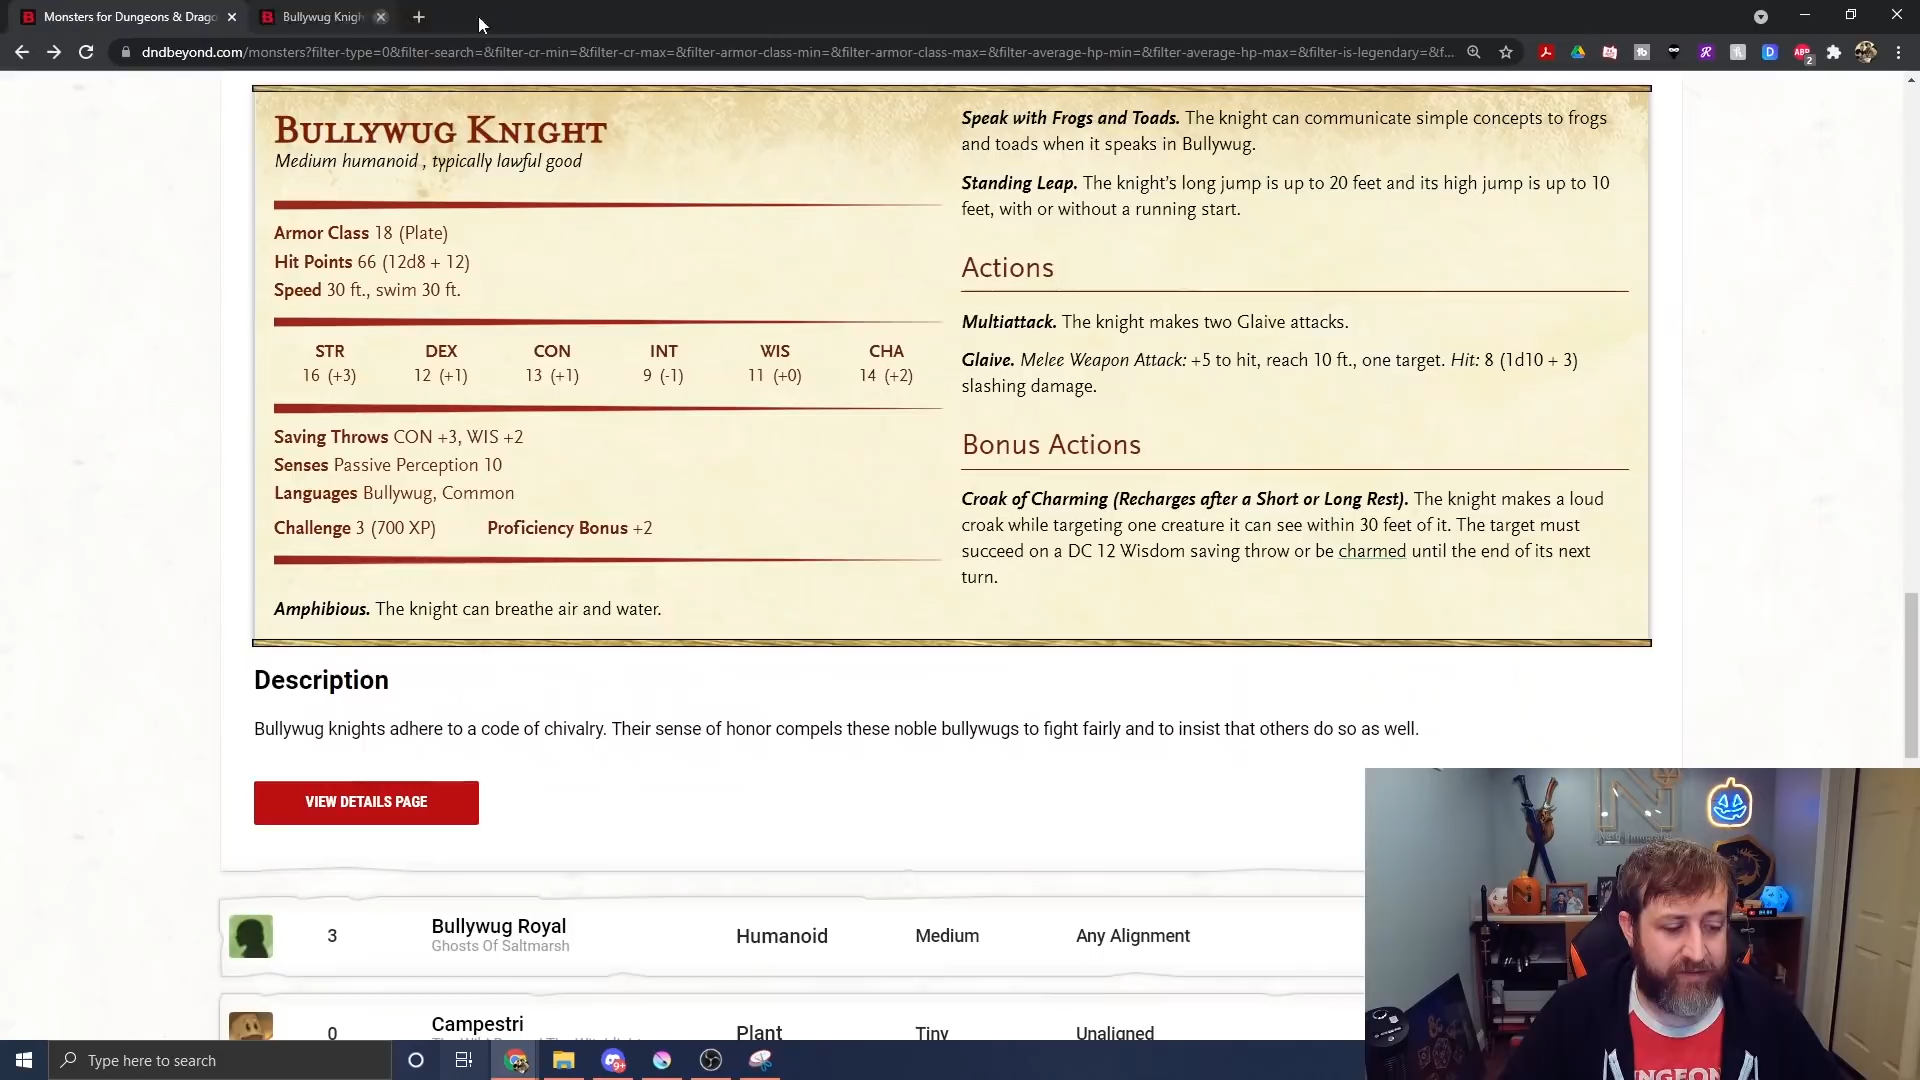 Monsters for Dungeons & Drago
Bullywug Knigh
dndbeyond.com/monsters?filter-type=0&filter-search=&filter-cr-min=&filter-cr-max=&filter-armor-class-min=&filter-armor-class-max=&filter-average-hp-min=&filter-average-hp-max=&filter-is-legendary=&f...
BULLYWUG KNIGHT
Medium humanoid , typically lawful good
Armor Class 18 (Plate)
Hit Points 66 (12d8 + 12)
Speed 30 ft., swim 30 ft.
STR DEX CON INT WIS CHA
16 (+3) 12 (+1) 13 (+1) 9 (-1) 11 (+0) 14 (+2)
Saving Throws CON +3, WIS +2
Senses Passive Perception 10
Languages Bullywug, Common
Challenge 3 (700 XP) Proficiency Bonus +2
Amphibious. The knight can breathe air and water.
Speak with Frogs and Toads. The knight can communicate simple concepts to frogs
and toads when it speaks in Bullywug.
Standing Leap. The knight's long jump is up to 20 feet and its high jump is up to 10
feet, with or without a running start.
Actions
Multiattack. The knight makes two Glaive attacks.
Glaive. Melee Weapon Attack: +5 to hit, reach 10 ft., one target. Hit: 8 (1d10 + 3)
slashing damage.
Bonus Actions
Croak of Charming (Recharges after a Short or Long Rest). The knight makes a loud
croak while targeting one creature it can see within 30 feet of it. The target must
succeed on a DC 12 Wisdom saving throw or be charmed until the end of its next
turn.
Description
Bullywug knights adhere to a code of chivalry. Their sense of honor compels these noble bullywugs to fight fairly and to insist that others do so as well.
VIEW DETAILS PAGE
3 Bullywug Royal Humanoid Medium Any Alignment
Ghosts Of Saltmarsh
0 Campestri Plant Tiny Unaligned
Type here to search